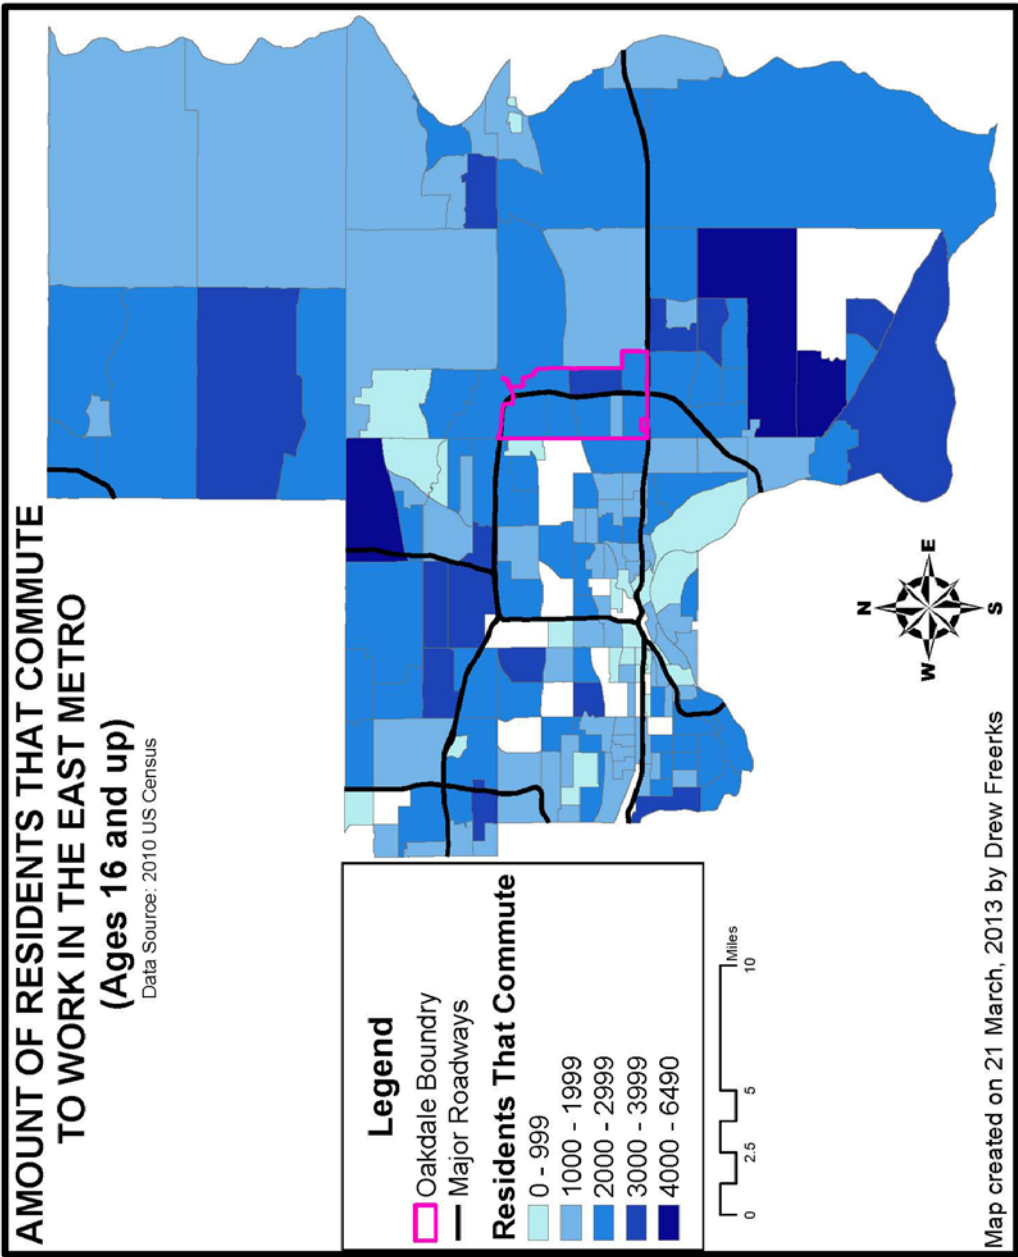 AMOUNT OF RESIDENTS THAT COMMUTE
TO WORK IN THE EAST METRO
(Ages 16 and up)
Data Source: 2010 US Census
Legend
Oakdale Boundry
Major Roadways
Residents That Commute
0 - 999
1000 - 1999
2000 - 2999
3000 - 3999
4000 - 6490
0 2.5 5 10
Miles
N
W E
S
Map created on 21 March, 2013 by Drew Freerks